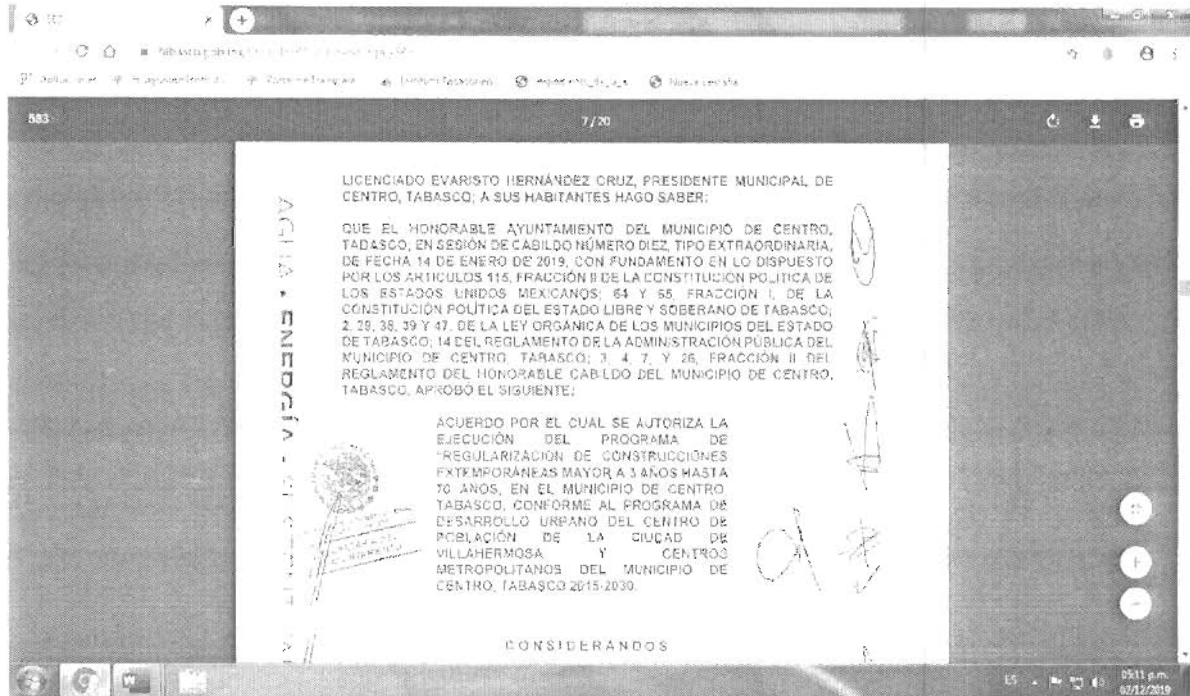 583
7 / 20
LICENCIADO EVARISTO HERNÁNDEZ CRUZ, PRESIDENTE MUNICIPAL DE
CENTRO, TABASCO; A SUS HABITANTES HAGO SABER:
QUE EL HONORABLE AYUNTAMIENTO DEL MUNICIPIO DE CENTRO,
TABASCO, EN SESIÓN DE CABILDO NÚMERO DIEZ, TIPO EXTRAORDINARIA,
DE FECHA 14 DE ENERO DE 2019, CON FUNDAMENTO EN LO DISPUESTO
POR LOS ARTÍCULOS 115, FRACCIÓN II DE LA CONSTITUCIÓN POLÍTICA DE
LOS ESTADOS UNIDOS MEXICANOS; 64 Y 65, FRACCIÓN I, DE LA
CONSTITUCIÓN POLÍTICA DEL ESTADO LIBRE Y SOBERANO DE TABASCO;
2, 29, 38, 39 Y 47, DE LA LEY ORGÁNICA DE LOS MUNICIPIOS DEL ESTADO
DE TABASCO; 14 DEL REGLAMENTO DE LA ADMINISTRACIÓN PÚBLICA DEL
MUNICIPIO DE CENTRO, TABASCO; 3, 4, 7, Y 26, FRACCIÓN II DEL
REGLAMENTO DEL HONORABLE CABILDO DEL MUNICIPIO DE CENTRO,
TABASCO, APROBÓ EL SIGUIENTE:
AGUA • ENERGÍA
ACUERDO POR EL CUAL SE AUTORIZA LA
EJECUCIÓN DEL PROGRAMA DE
"REGULARIZACIÓN DE CONSTRUCCIONES
EXTEMPORÁNEAS MAYOR A 3 AÑOS HASTA
10 AÑOS, EN EL MUNICIPIO DE CENTRO
TABASCO, CONFORME AL PROGRAMA DE
DESARROLLO URBANO DEL CENTRO DE
POBLACIÓN DE LA CIUDAD DE
VILLAHERMOSA Y CENTROS
METROPOLITANOS DEL MUNICIPIO DE
CENTRO, TABASCO 2015-2030.
CONSIDERANDOS
ES
05:11 p.m.
02/12/2019